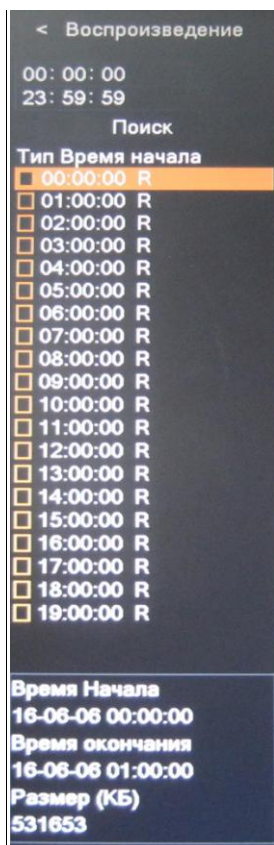 < Воспроизведение
00: 00: 00
23: 59: 59
Поиск
Тип Время начала
00:00:00 R
01:00:00 R
02:00:00 R
03:00:00 R
04:00:00 R
05:00:00 R
06:00:00 R
07:00:00 R
08:00:00 R
09:00:00 R
10:00:00 R
11:00:00 R
12:00:00 R
13:00:00 R
14:00:00 R
15:00:00 R
16:00:00 R
17:00:00 R
18:00:00 R
19:00:00 R
Время Начала
16-06-06 00:00:00
Время окончания
16-06-06 01:00:00
Размер (КБ)
531653